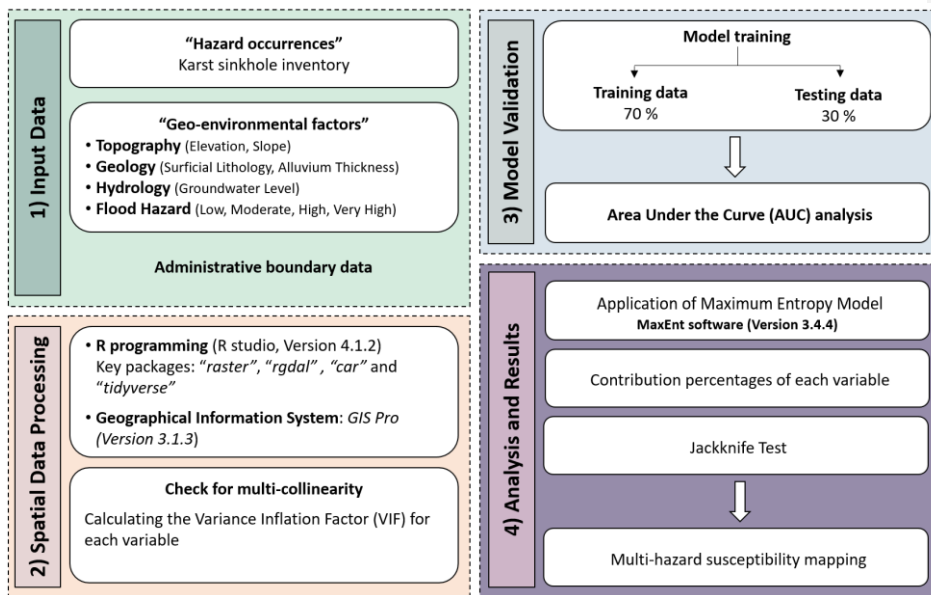 1) Input Data
“Hazard occurrences”
Karst sinkhole inventory
“Geo-environmental factors”
• Topography (Elevation, Slope)
• Geology (Surficial Lithology, Alluvium Thickness)
• Hydrology (Groundwater Level)
• Flood Hazard (Low, Moderate, High, Very High)
Administrative boundary data
2) Spatial Data Processing
• R programming (R studio, Version 4.1.2)
Key packages: “raster”, “rgdal” , “car” and
“tidyverse”
• Geographical Information System: GIS Pro
(Version 3.1.3)
Check for multi-collinearity
Calculating the Variance Inflation Factor (VIF) for
each variable
3) Model Validation
Model training
Training data
70 %
Testing data
30 %
Area Under the Curve (AUC) analysis
4) Analysis and Results
Application of Maximum Entropy Model
MaxEnt software (Version 3.4.4)
Contribution percentages of each variable
Jackknife Test
Multi-hazard susceptibility mapping